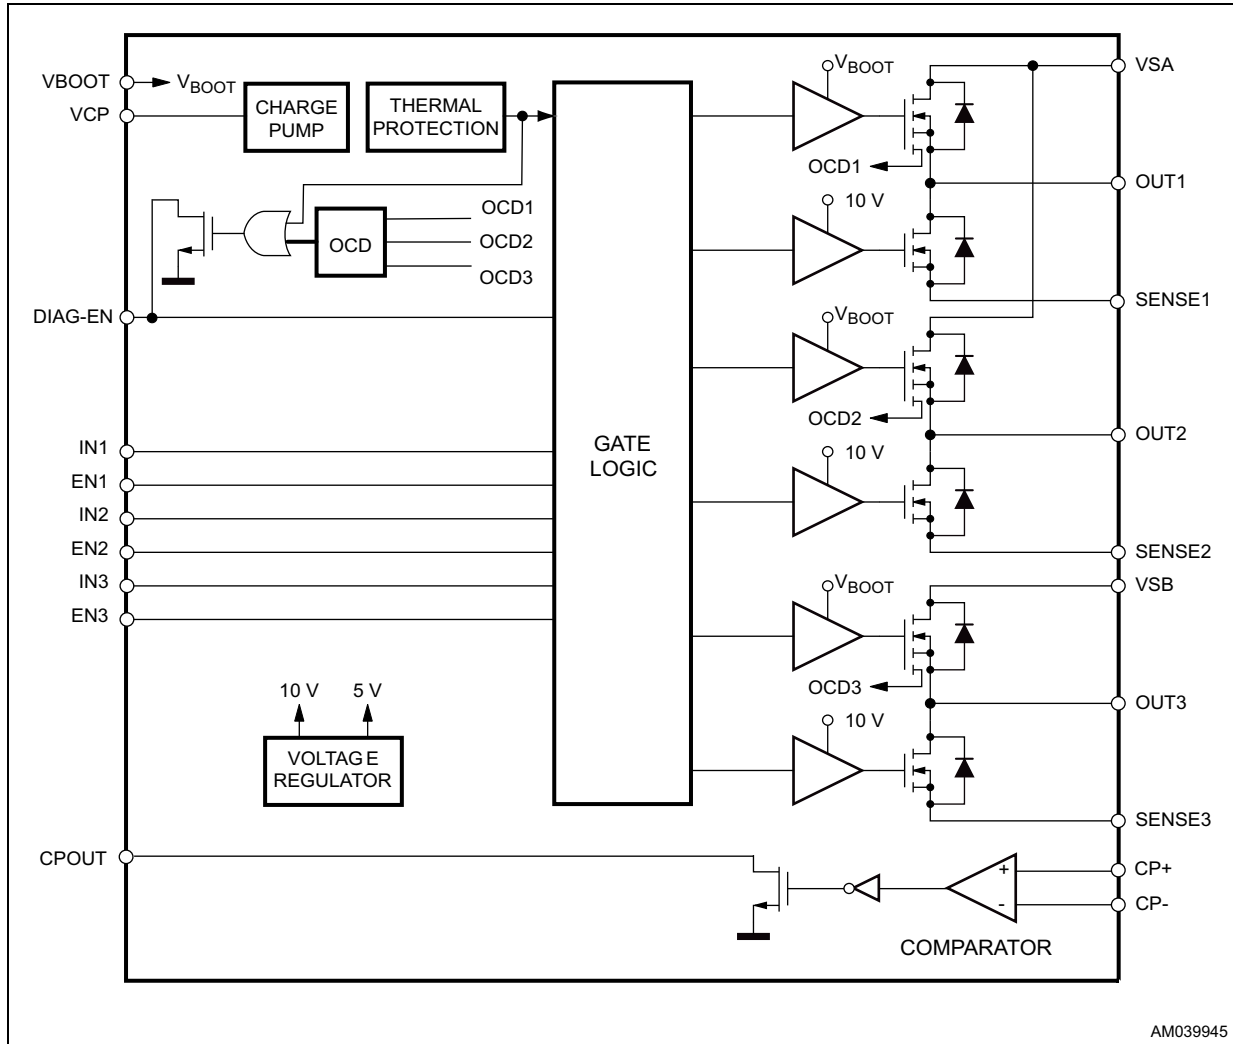 VBOOT
VBOOT
VCP
CHARGE
PUMP
THERMAL
PROTECTION
OCD
OCD1
OCD2
OCD3
DIAG-EN
IN1
EN1
IN2
EN2
IN3
EN3
10 V
5 V
VOLTAGE
REGULATOR
CPOUT
GATE
LOGIC
VBOOT
VSA
OCD1
OUT1
10 V
SENSE1
VBOOT
OCD2
OUT2
10 V
SENSE2
VSB
VBOOT
OCD3
OUT3
10 V
SENSE3
+
CP+
-
CP-
COMPARATOR
AM039945